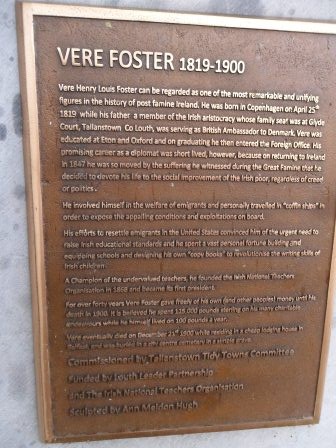 VERE FOSTER 1819-1900
Vere Henry Louis Foster can be regarded as one of the most remarkable and unifying
figures in the history of post famine Ireland. He was born in Copenhagen on April 25th
1819 while his father a member of the Irish aristocracy whose family seat was at Glyde
Court, Tallanstown Co Louth, was serving as British Ambassador to Denmark. Vere was
educated at Eton and Oxford and on graduating he then entered the Foreign Office. His
promising career as a diplomat was short lived, however, because on returning to Ireland
in 1847 he was so moved by the suffering he witnessed during the Great Famine that he
decided to devote his life to the social improvement of the Irish poor, regardless of creed
or politics.
He involved himself in the welfare of emigrants and personally travelled in "coffin ships" in
order to expose the appalling conditions and exploitations on board.
His efforts to resettle emigrants in the United States convinced him of the urgent need to
raise Irish educational standards and he spent a vast personal fortune building and
equipping schools and designing his own "copy books" to revolutionise the writing skills of
Irish children.
A Champion of the undervalued teachers, he founded the Irish National Teachers
Organisation in 1868 and became its first president.
For over forty years Vere Foster gave freely of his own (and other peoples) money until his
death in 1900. It is believed he spent 115,000 pounds sterling on his many charitable
endeavours while he himself lived on 100 pounds a year.
Vere eventually died on December 21st 1900 while residing in a cheap lodging house in
Belfast and was buried in a city centre cemetery in a simple grave.
Commissioned by Tallanstown Tidy Towns Committee
Funded by Louth Leader Partnership
and The Irish National Teachers Organisation
Sculpted by Ann Meldon Hugh